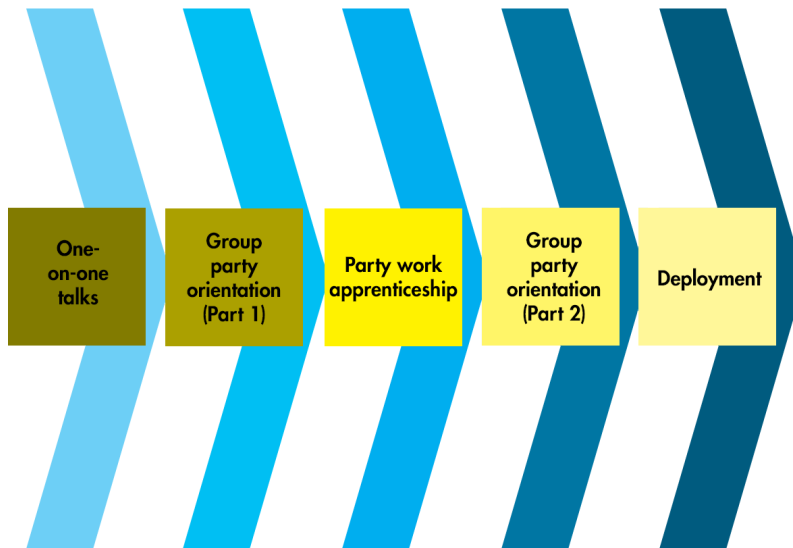 One-
on-one
talks
Group
party
orientation
(Part 1)
Party work
apprenticeship
Group
party
orientation
(Part 2)
Deployment